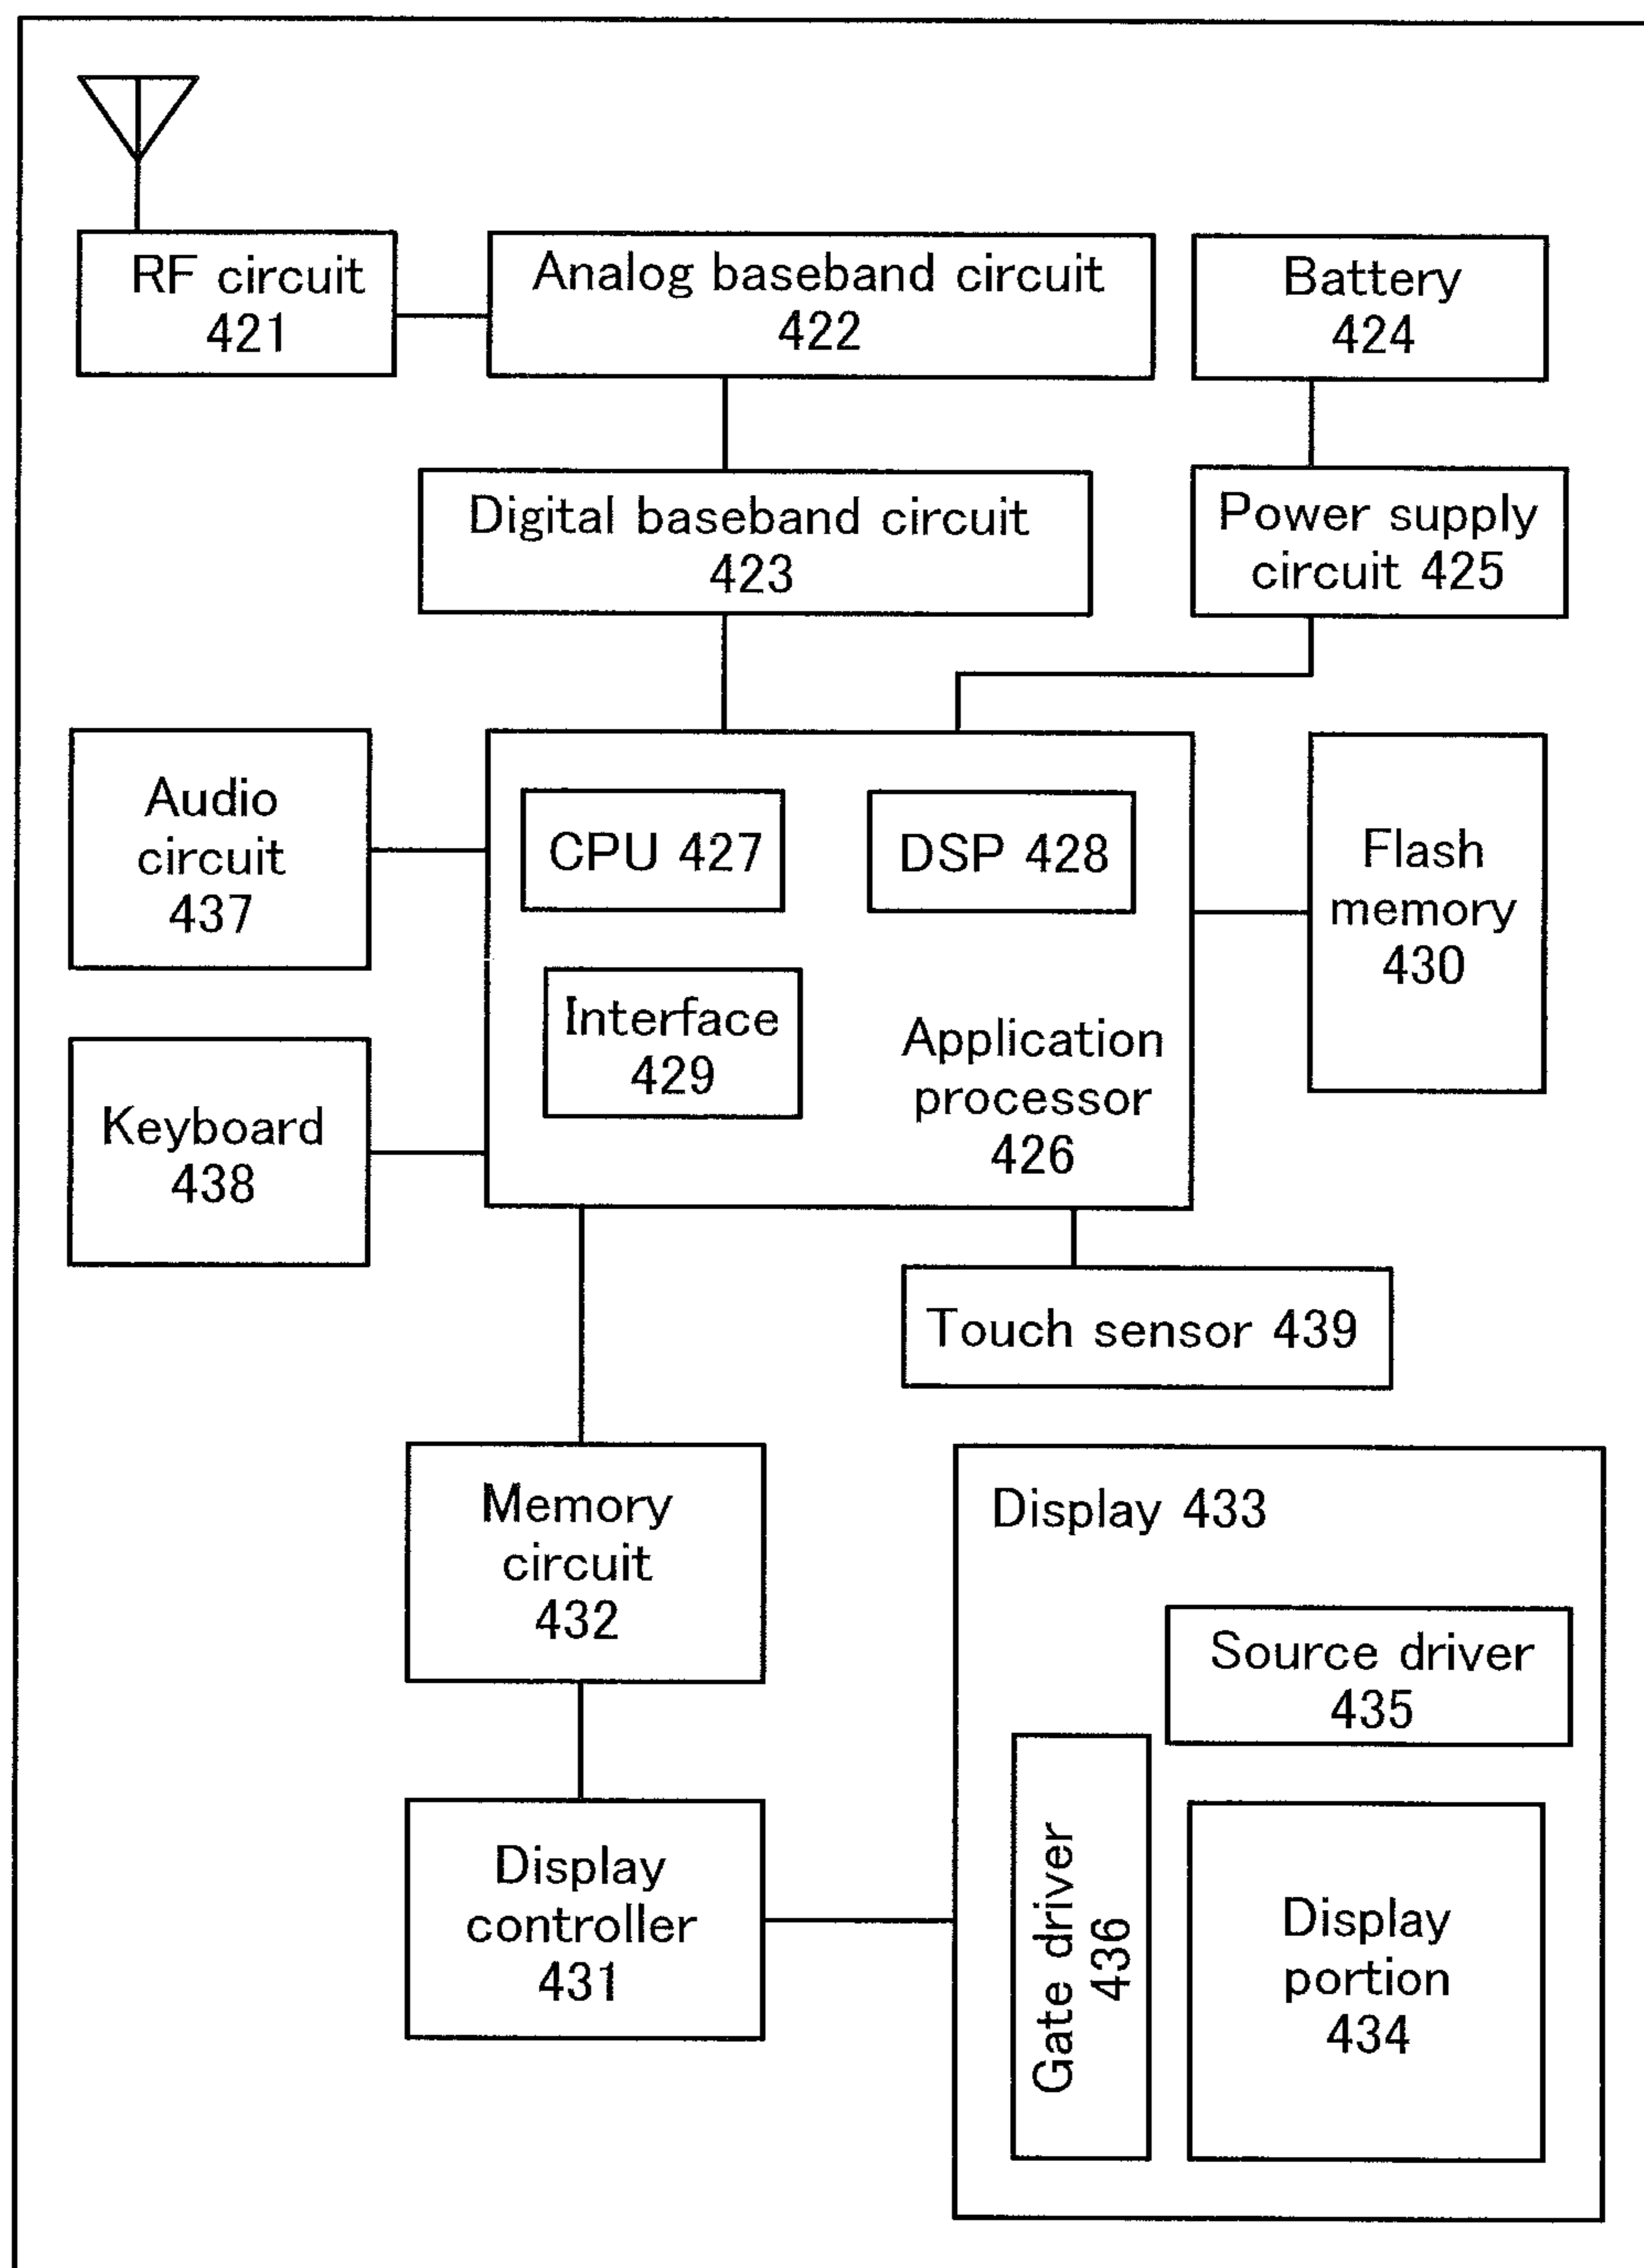 RF circuit
421
Analog baseband circuit
422
Battery
424
Digital baseband circuit
423
Power supply
circuit 425
Audio
circuit
437
CPU 427
DSP 428
Flash
memory
430
Interface
429
Application
processor
426
Keyboard
438
Touch sensor 439
Memory
circuit
432
Display 433
Source driver
435
Display
controller
431
Gate driver
436
Display
portion
434